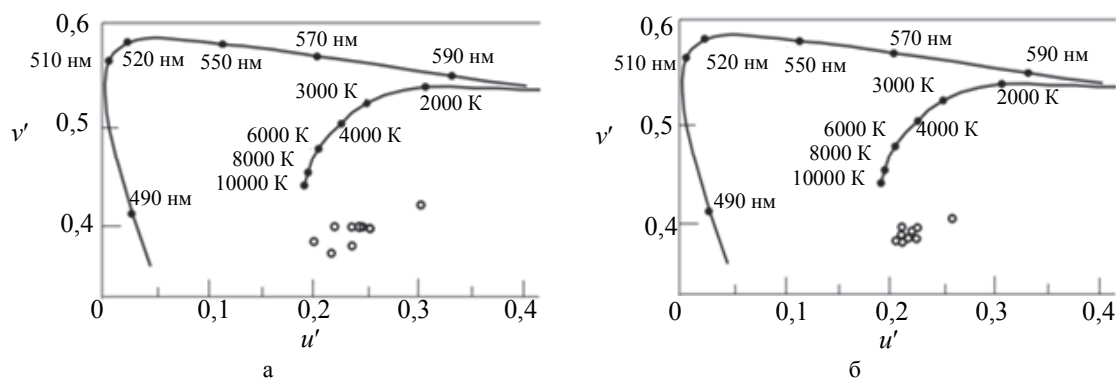 0,6
510 нм
520 нм
550 нм
570 нм
590 нм
3000 К
2000 К
v'
0,5
6000 К
4000 К
8000 К
10000 К
490 нм
0,4
0
0,1
0,2
0,3
0,4
u'
а
0,6
510 нм
520 нм
550 нм
570 нм
590 нм
3000 К
2000 К
v'
0,5
6000 К
4000 К
8000 К
10000 К
490 нм
0,4
0
0,1
0,2
0,3
0,4
u'
б